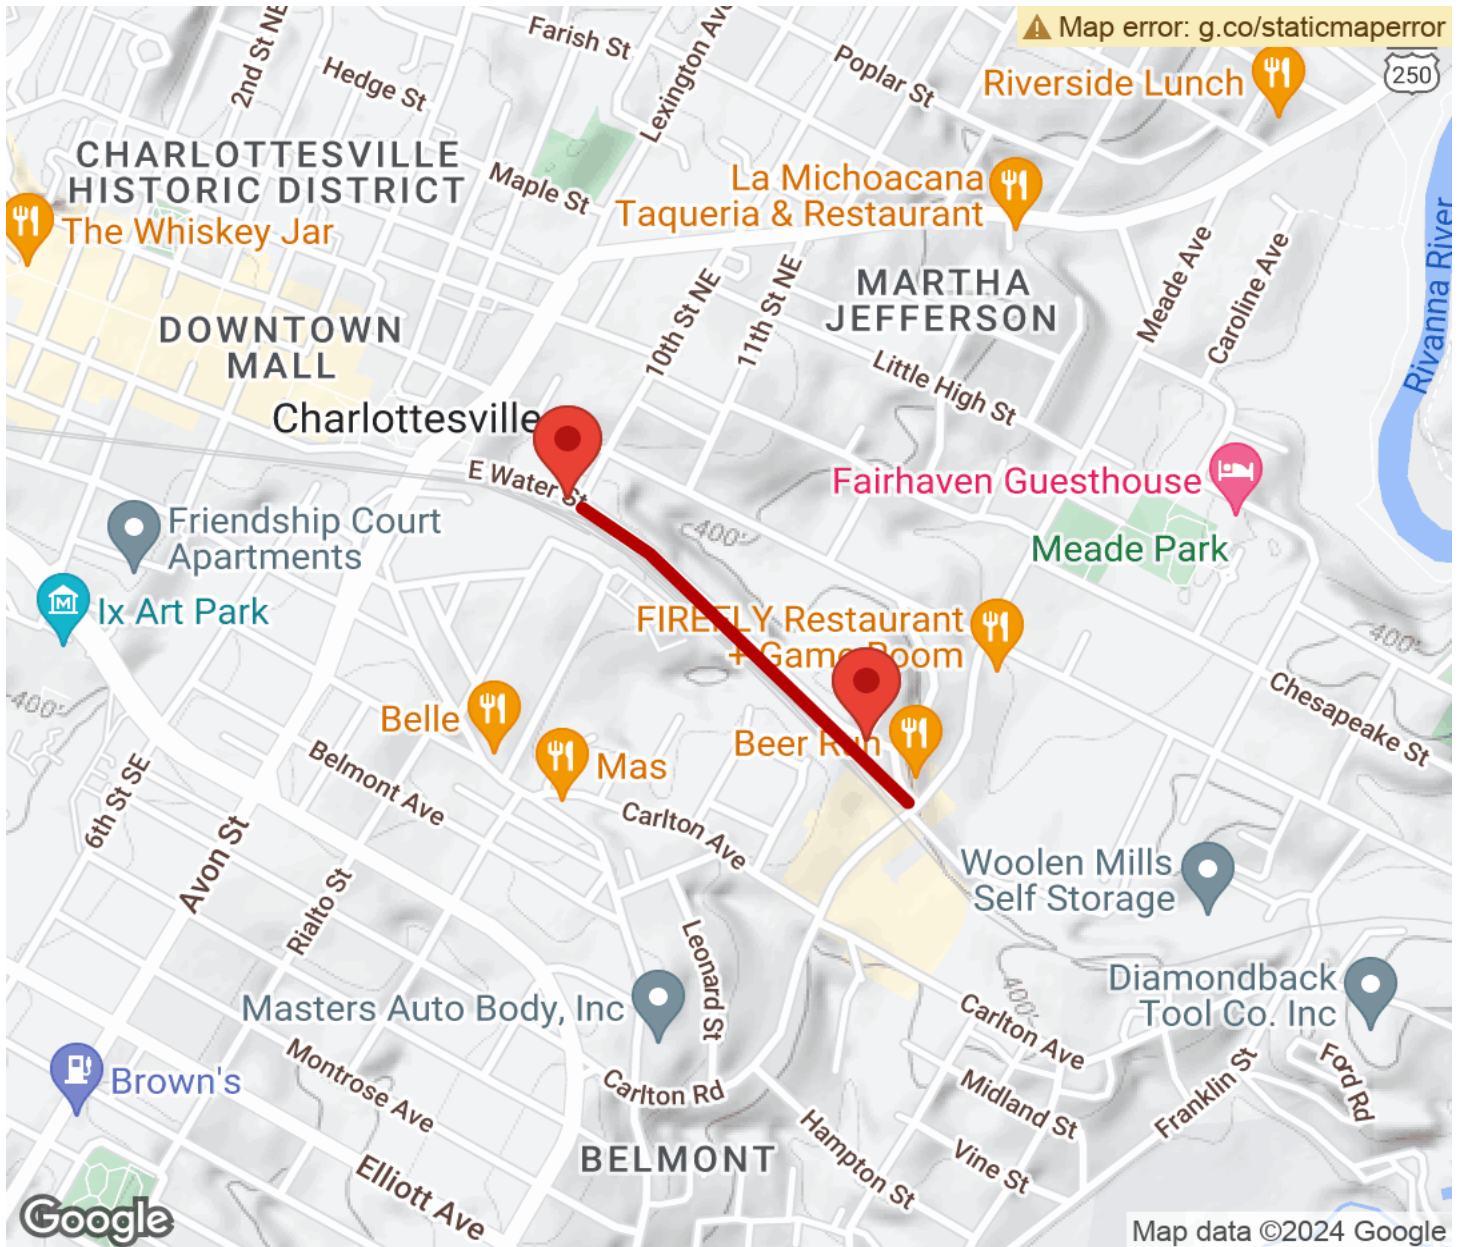 Map error: g.co/staticmaperror
2nd St NE
Farish St
Lexington Ave
Poplar St
Riverside Lunch
250
Hedge St
CHARLOTTESVILLE
HISTORIC DISTRICT
Maple St
La Michoacana
Taqueria & Restaurant
The Whiskey Jar
Rivanna River
Meade Ave
Caroline Ave
10th St NE
11th St NE
MARTHA
JEFFERSON
DOWNTOWN
MALL
Little High St
Charlottesville
E Water St
Fairhaven Guesthouse
-400'
Friendship Court
Apartments
Meade Park
Ix Art Park
FIREFLY Restaurant
+ Game Room
400'
Chesapeake St
-400'
Belle
Beer Run
Mas
6th St SE
Belmont Ave
Carlton Ave
Avon St
Woolen Mills
Self Storage
Rialto St
Leonard St
Diamondback
Tool Co. Inc
400'
Masters Auto Body, Inc
Carlton Ave
Brown's
Montrose Ave
Carlton Rd
Midland St
Franklin St
Ford Rd
Hampton St
Vine St
BELMONT
Elliott Ave
Google
Map data ©2024 Google